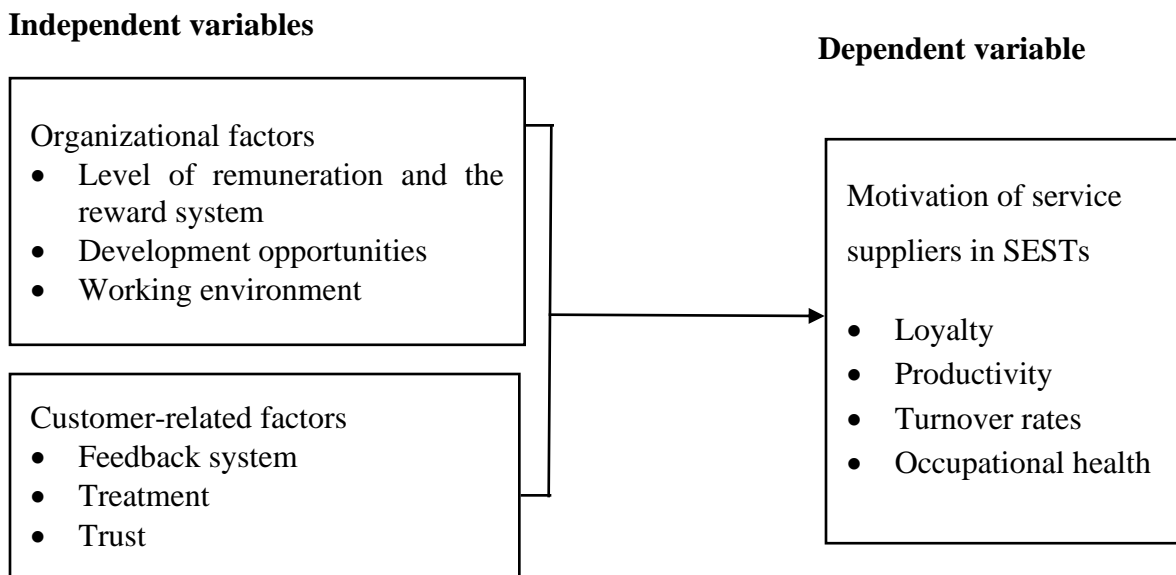 Independent variables
Dependent variable
Organizational factors
• Level of remuneration and the
reward system
• Development opportunities
• Working environment
Customer-related factors
• Feedback system
• Treatment
• Trust
Motivation of service
suppliers in SESTs
• Loyalty
• Productivity
• Turnover rates
• Occupational health